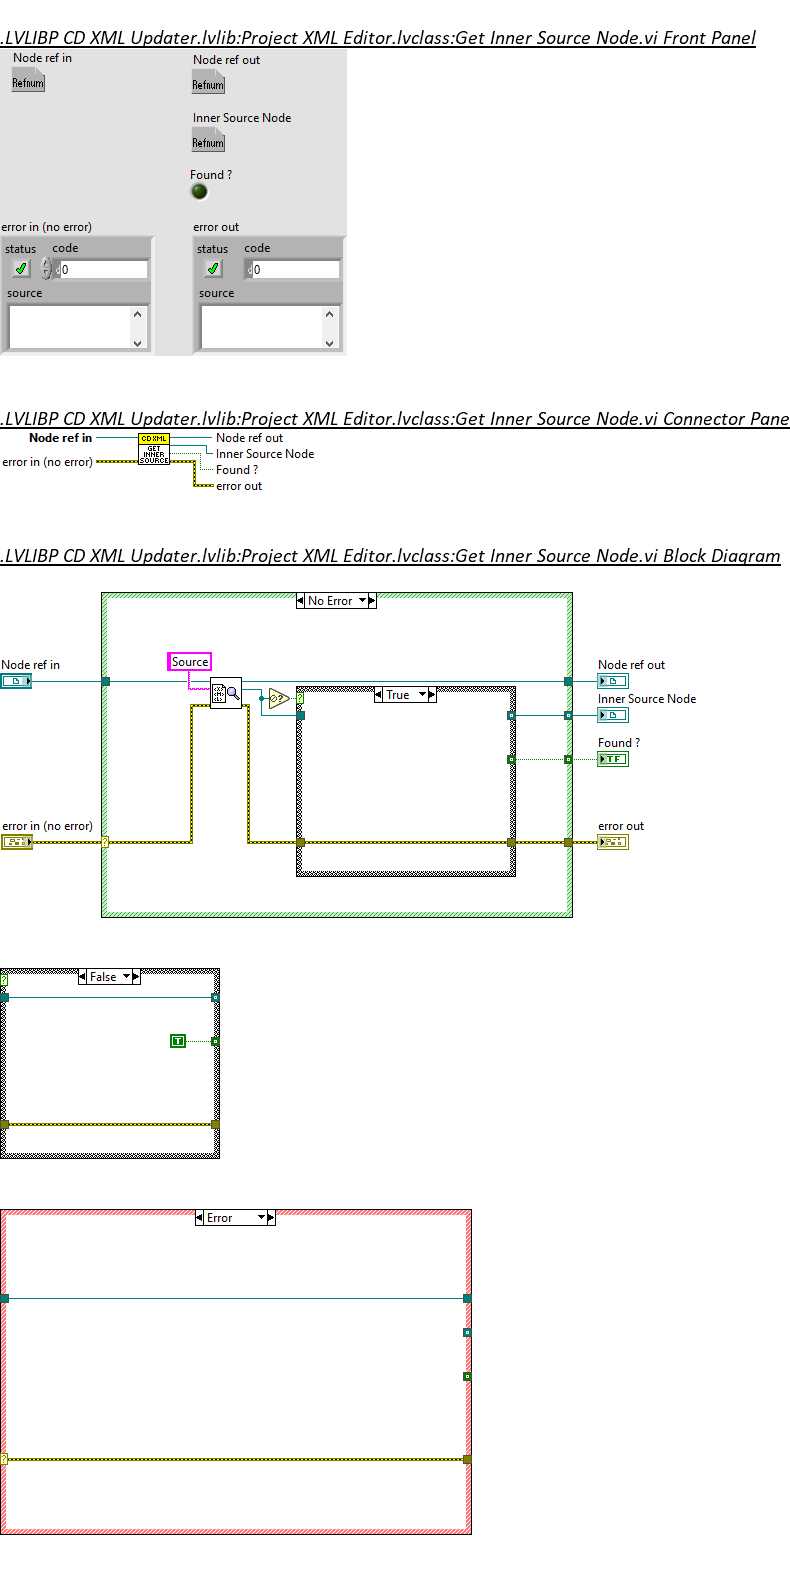 .LVLIBP CD XML Updater.lvlib:Project XML Editor.lvclass:Get Inner Source Node.vi Front Panel
Node ref in
Node ref out
Refnum
Refnum
Inner Source Node
Refnum
Found ?
error in (no error)
error out
status code
status code
d 0
d 0
source
source
.LVLIBP CD XML Updater.lvlib:Project XML Editor.lvclass:Get Inner Source Node.vi Connector Pane
Node ref in
CDXML
Node ref out
GET
INNER
SOURCE
Inner Source Node
error in (no error)
Found ?
error out
.LVLIBP CD XML Updater.lvlib:Project XML Editor.lvclass:Get Inner Source Node.vi Block Diagram
No Error
Node ref in
Source
Node ref out
?
?
True
Inner Source Node
Found ?
TF
error in (no error)
?
error out
False
?
T
Error
?